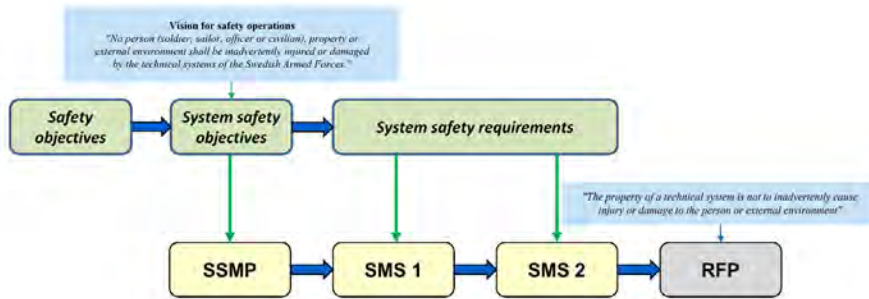 Vision for safety operations
"No person (soldier, sailor, officer or civilian), property or
external environment shall be inadvertently injured or damaged
by the technical systems of the Swedish Armed Forces."
Safety
objectives
System safety
objectives
System safety requirements
"The property of a technical system is not to inadvertently cause
injury or damage to the person or external environment"
SSMP
SMS 1
SMS 2
RFP